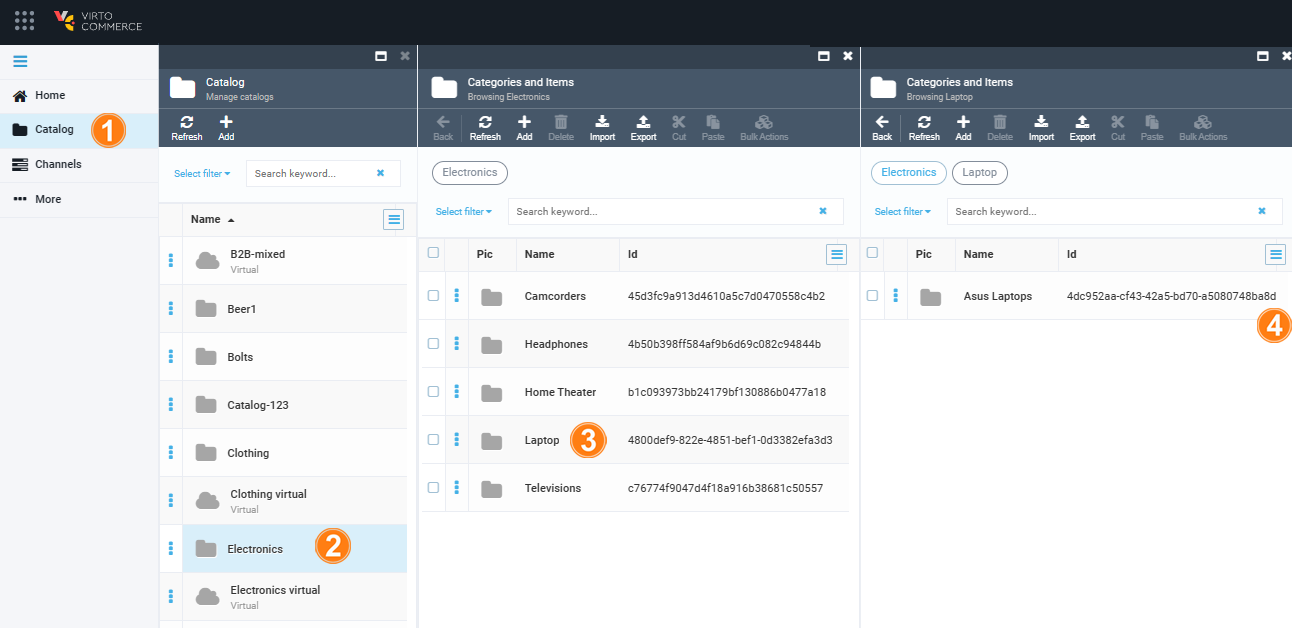 VIRTO
COMMERCE
Home
Catalog
1
Channels
More
Catalog
Manage catalogs
Refresh
Add
Select filter
Search keyword...
Name
B2B-mixed
Virtual
Beer1
Bolts
Catalog-123
Clothing
Clothing virtual
Virtual
Electronics
2
Electronics virtual
Virtual
Categories and Items
Browsing Electronics
Back Refresh Add Delete Import Export Cut Paste Bulk Actions
Electronics
Select filter
Search keyword...
Pic Name Id
Camcorders 45d3fc9a913d4610a5c7d0470558c4b2
Headphones 4b50b398ff584af9b6d69c082c94844b
Home Theater b1c093973bb24179bf130886b0477a18
Laptop 3 4800def9-822e-4851-bef1-0d3382efa3d3
Televisions c76774f9047d4f18a916b38681c50557
Categories and Items
Browsing Laptop
Back Refresh Add Delete Import Export Cut Paste Bulk Actions
Electronics Laptop
Select filter
Search keyword...
Pic Name Id
Asus Laptops 4dc952aa-cf43-42a5-bd70-a5080748ba8d
4